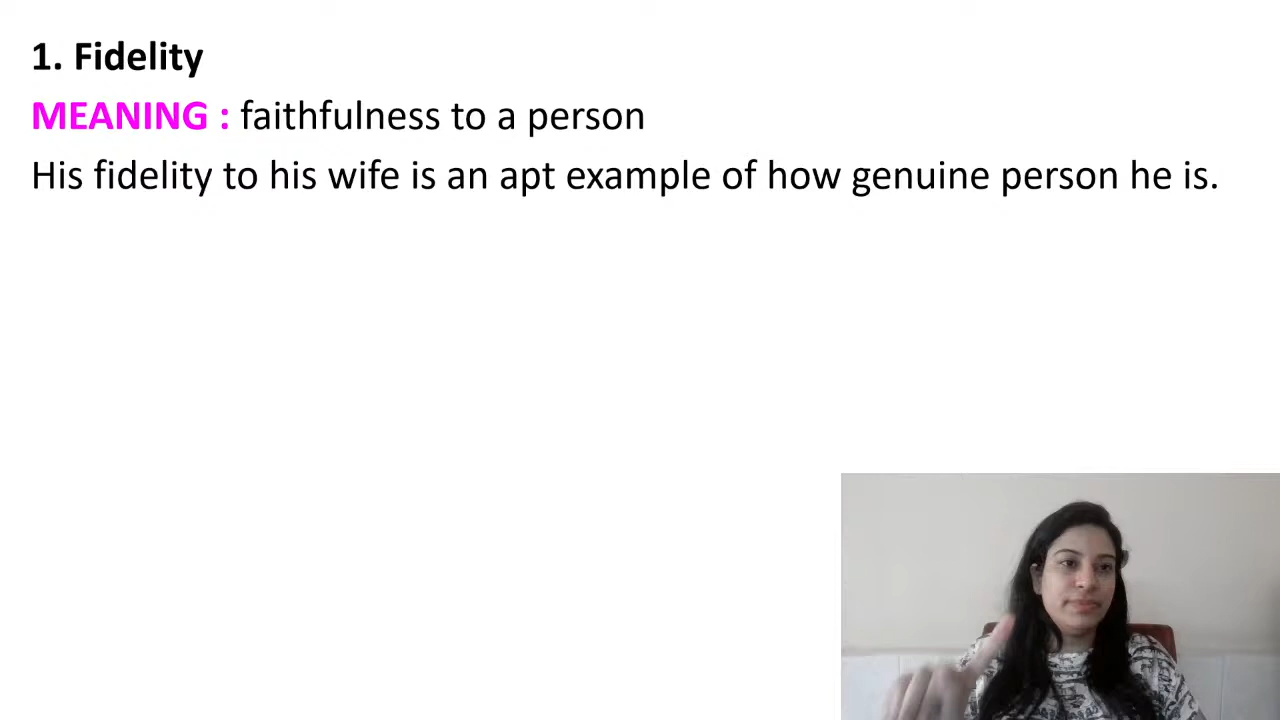 1. Fidelity
MEANING : faithfulness to a person
His fidelity to his wife is an apt example of how genuine person he is.